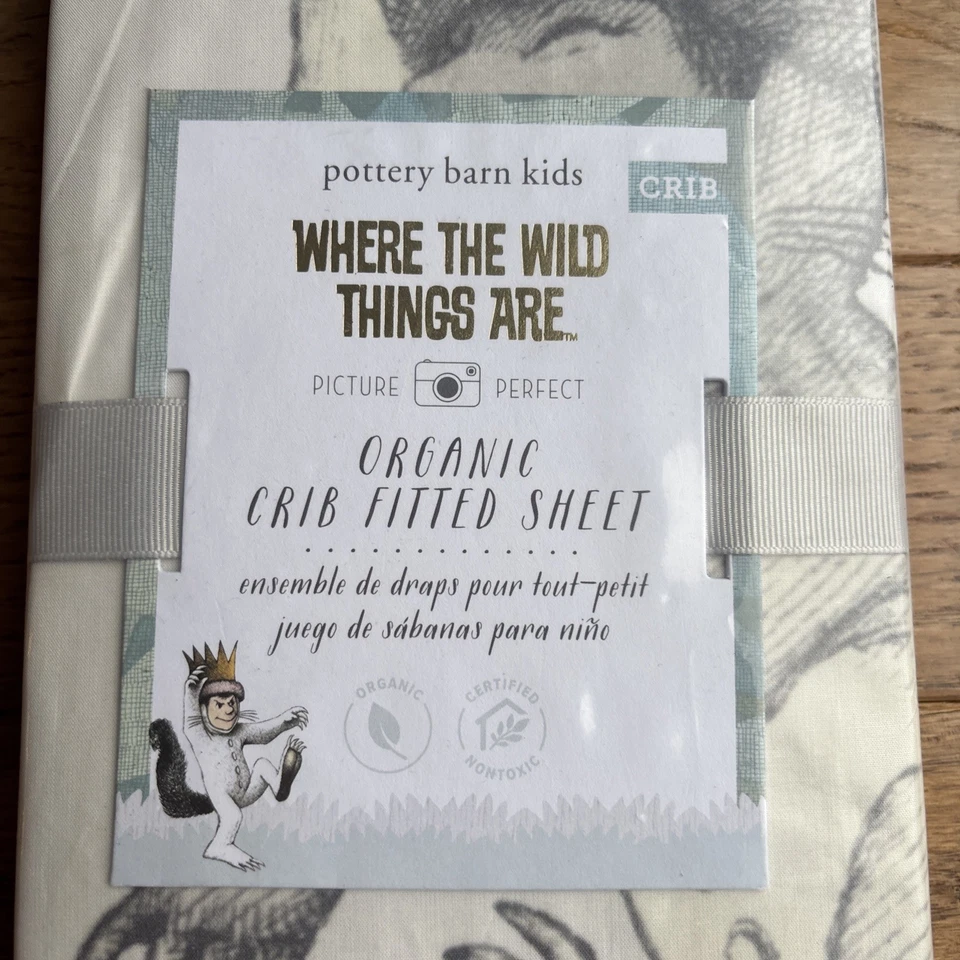 pottery barn kids
CRIB
WHERE THE WILD
THINGS ARE™
PICTURE PERFECT
ORGANIC
CRIB FITTED SHEET
ensemble de draps pour tout-petit
juego de sábanas para niño
ORGANIC
CERTIFIED
NONTOXIC